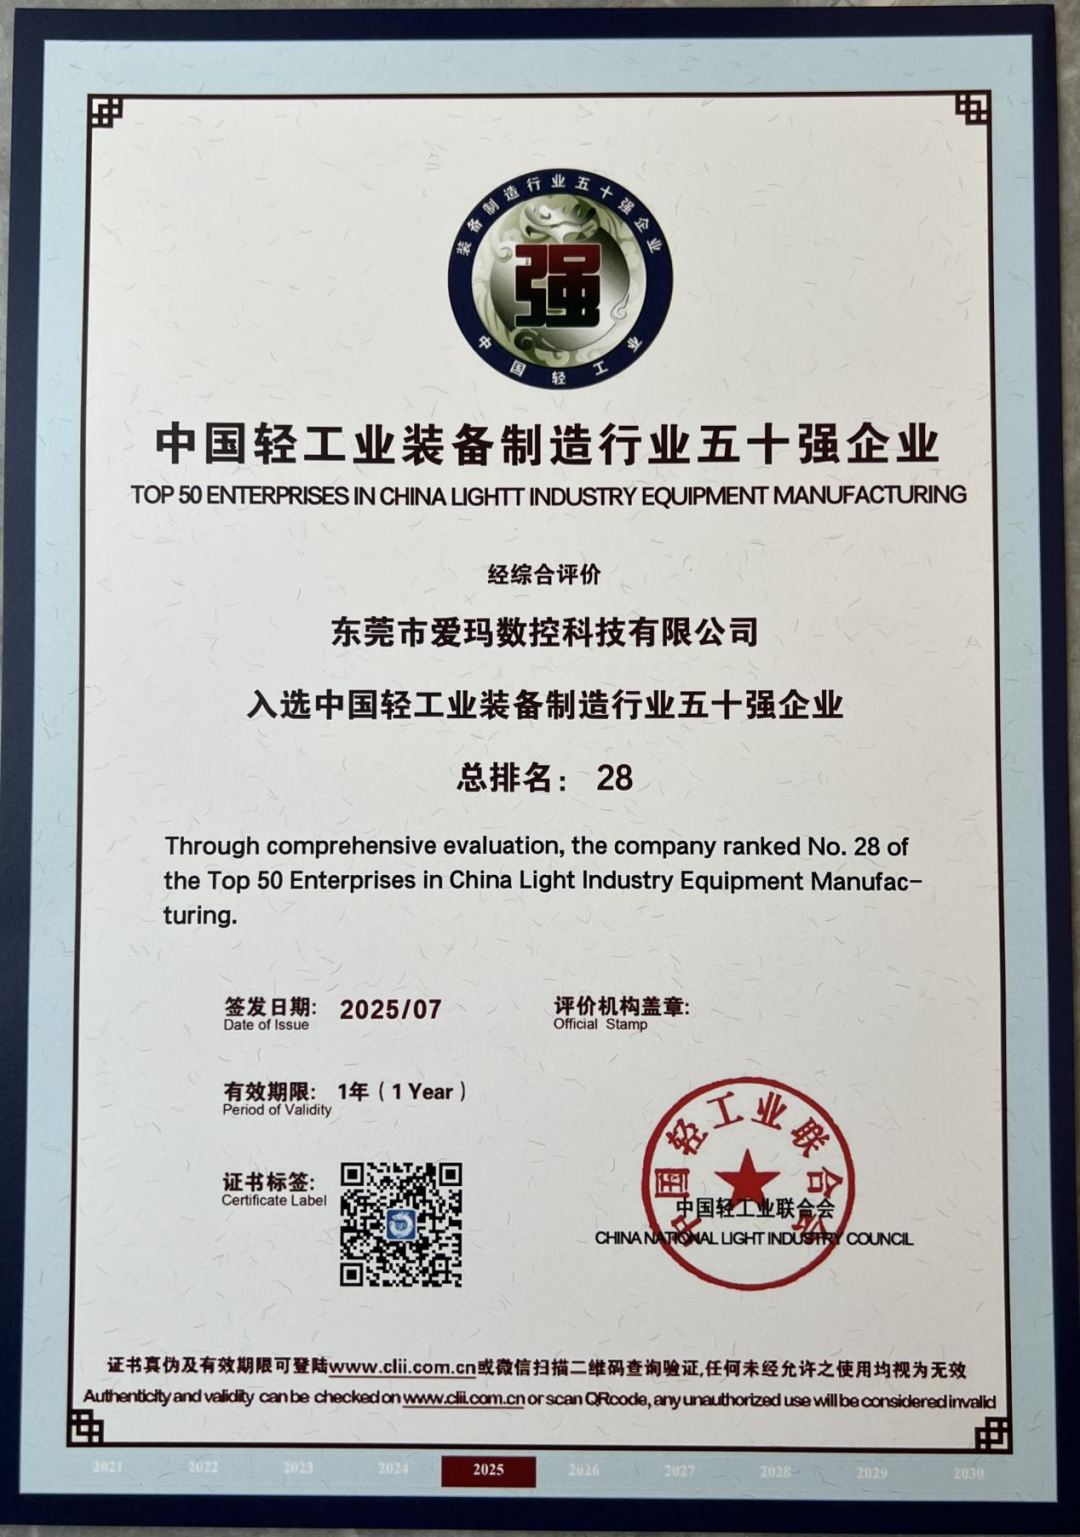 装备制造行业五十强企业
强
中国轻工业
中国轻工业装备制造行业五十强企业
TOP 50 ENTERPRISES IN CHINA LIGHTT INDUSTRY EQUIPMENT MANUFACTURING
经综合评价
东莞市爱玛数控科技有限公司
入选中国轻工业装备制造行业五十强企业
总排名： 28
Through comprehensive evaluation, the company ranked No. 28 of
the Top 50 Enterprises in China Light Industry Equipment Manufac-
turing.
签发日期: 2025/07
Date of Issue
评价机构盖章:
Official Stamp
有效期限: 1年（1 Year）
Period of Validity
证书标签:
Certificate Label
中国轻工业联合会
中国轻工业联合会
CHINA NATIONAL LIGHT INDUSTRY COUNCIL
证书真伪及有效期限可登陆www.clii.com.cn或微信扫描二维码查询验证,任何未经允许之使用均视为无效
Authenticity and validity can be checked on www.clii.com.cn or scan QRcode, any unauthorized use will be considered invalid
2021 2022 2023 2024 2025 2026 2027 2028 2029 2030